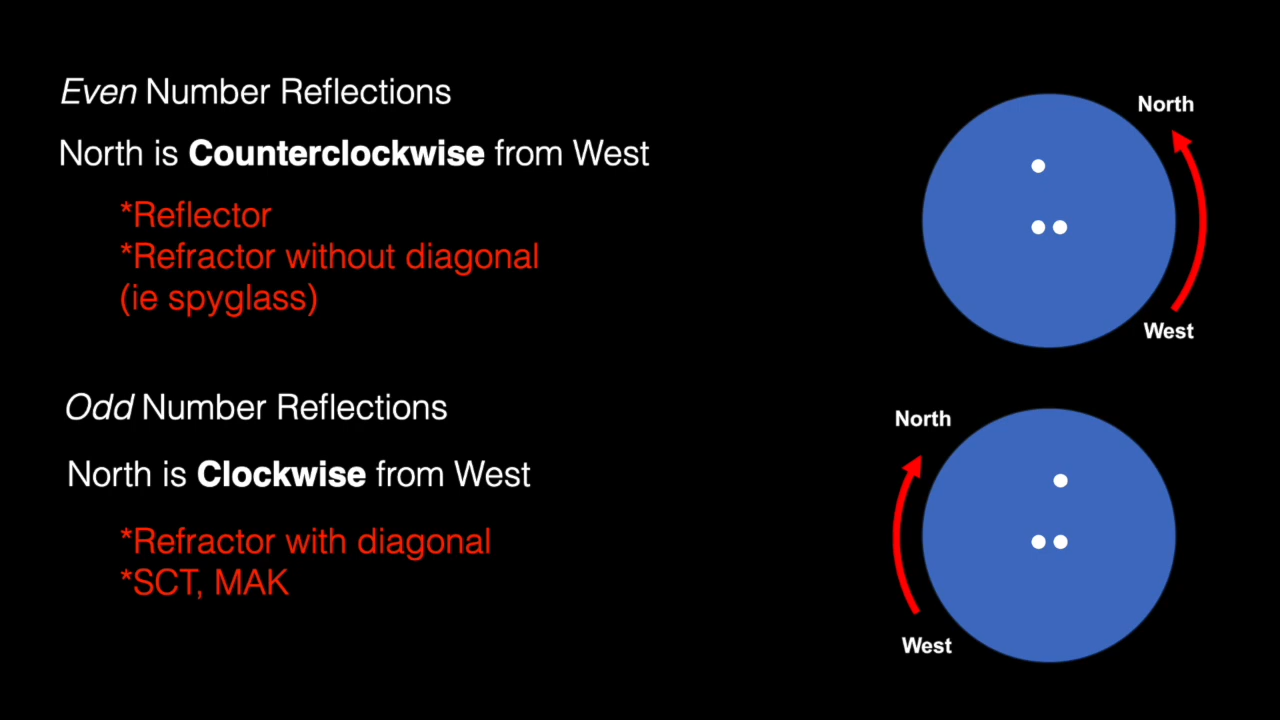 Even Number Reflections
North is Counterclockwise from West
*Reflector
*Refractor without diagonal
(ie spyglass)
North
West
Odd Number Reflections
North is Clockwise from West
*Refractor with diagonal
*SCT, MAK
North
West